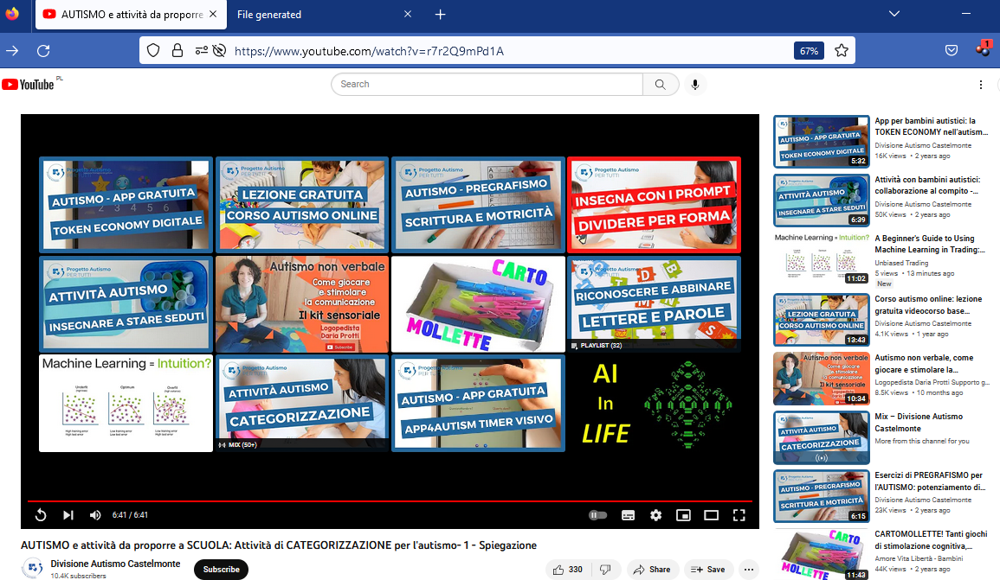 AUTISMO e attività da proporre
File generated
https://www.youtube.com/watch?v=r7r2Q9mPd1A
67%
1
YouTube PL
Search
Progetto Autismo
PER TUTTI
AUTISMO - APP GRATUITA
2 3 4 5 6
TOKEN ECONOMY DIGITALE
Progetto Autismo
PER TUTTI
LEZIONE GRATUITA
CORSO AUTISMO ONLINE
Progetto Autismo
PER TUTTI
AUTISMO - PREGRAFISMO
SCRITTURA E MOTRICITÀ
Progetto Autismo
PER TUTTI
INSEGNA CON I PROMPT
DIVIDERE PER FORMA
Progetto Autismo
PER TUTTI
ATTIVITÀ AUTISMO
INSEGNARE A STARE SEDUTI
Autismo non verbale
Come giocare
e stimolare
la comunicazione
Il kit sensoriale
Logopedista
Daria Protti
Subscribe
CARTO
MOLLETTE
Progetto Autismo
PER TUTTI
RICONOSCERE E ABBINARE
LETTERE E PAROLE
PLAYLIST (32)
Machine Learning = Intuition?
Underfit
(high bias)
Optimum
Overfit
(high variance)
High training error
High test error
Low training error
Low test error
Low training error
High test error
Progetto Autismo
PER TUTTI
ATTIVITÀ AUTISMO
CATEGORIZZAZIONE
MIX (50+)
AUTISMO - APP GRATUITA
APP4AUTISM TIMER VISIVO
AI
In
LIFE
6:41 / 6:41
AUTISMO e attività da proporre a SCUOLA: Attività di CATEGORIZZAZIONE per l'autismo- 1 - Spiegazione
Divisione Autismo Castelmonte
10.4K subscribers
Subscribe
330
Share
Save
AUTISMO - APP GRATUITA
TOKEN ECONOMY DIGITALE
5:32
App per bambini autistici: la
TOKEN ECONOMY nell'autism...
Divisione Autismo Castelmonte
16K views • 2 years ago
ATTIVITÀ AUTISMO
INSEGNARE A STARE SEDUTI
6:39
Attività con bambini autistici:
collaborazione al compito -...
Divisione Autismo Castelmonte
50K views • 2 years ago
Machine Learning = Intuition?
11:02
A Beginner's Guide to Using
Machine Learning in Trading:...
Unbiased Trading
5 views • 13 minutes ago
New
LEZIONE GRATUITA
CORSO AUTISMO ONLINE
13:43
Corso autismo online: lezione
gratuita videocorso base...
Divisione Autismo Castelmonte
4.1K views • 1 year ago
Autismo non verbale
Come giocare
e stimolare
la comunicazione
Il kit sensoriale
10:34
Autismo non verbale, come
giocare e stimolare la...
Logopedista Daria Protti Supporto g...
8.5K views • 10 months ago
ATTIVITÀ AUTISMO
CATEGORIZZAZIONE
Mix – Divisione Autismo
Castelmonte
More from this channel for you
AUTISMO - PREGRAFISMO
SCRITTURA E MOTRICITÀ
6:15
Esercizi di PREGRAFISMO per
l'AUTISMO: potenziamento di...
Divisione Autismo Castelmonte
23K views • 2 years ago
CARTO
MOLLETTE
11:43
CARTOMOLLETTE! Tanti giochi
di stimolazione cognitiva,...
Amore Vita Libertà - Bambini
44K views • 2 years ago